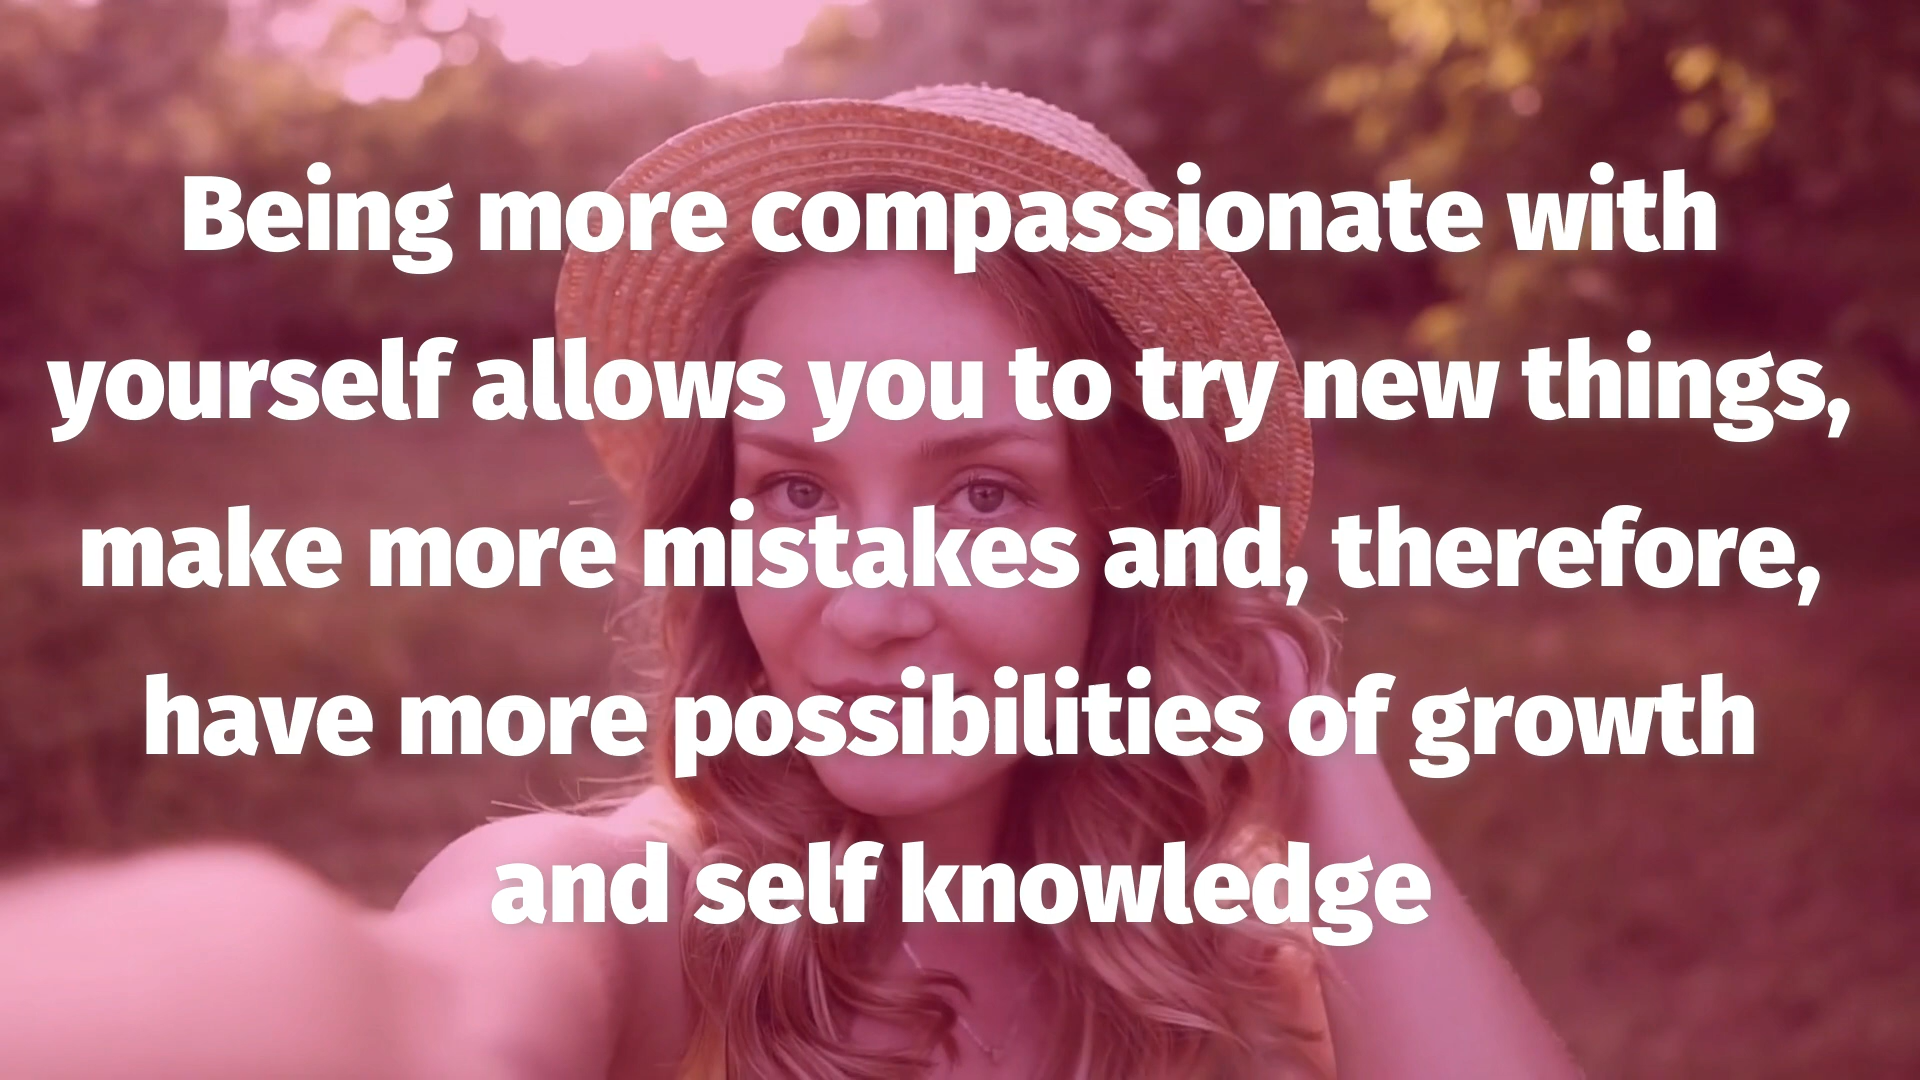 Being more compassionate with
yourself allows you to try new things,
make more mistakes and, therefore,
have more possibilities of growth
and self knowledge